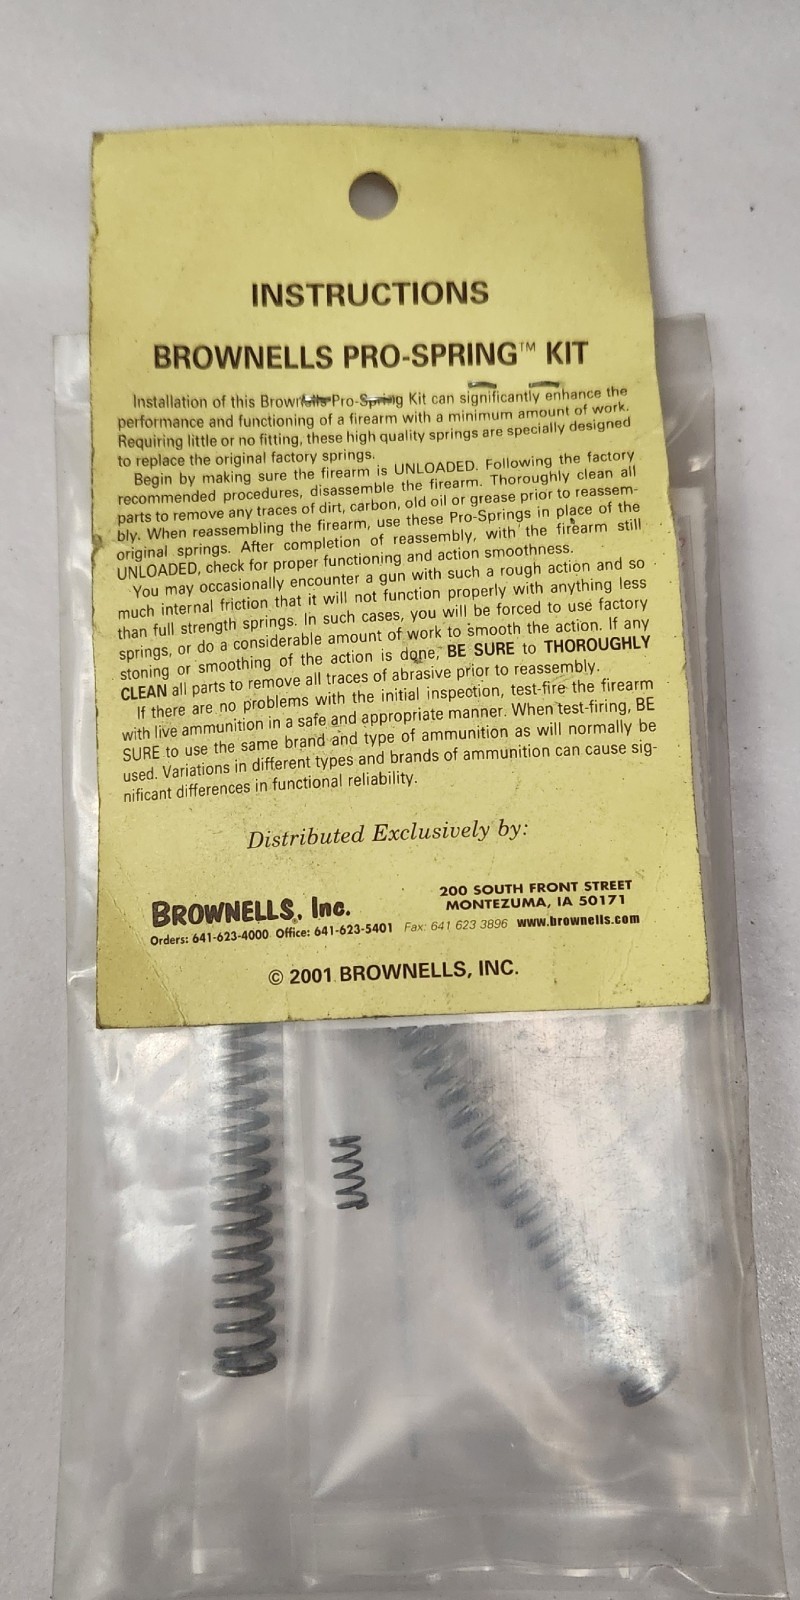 INSTRUCTIONS
BROWNELLS PRO-SPRING™ KIT
Installation of this Brownells Pro-Spring Kit can significantly enhance the
performance and functioning of a firearm with a minimum amount of work.
Requiring little or no fitting, these high quality springs are specially designed
to replace the original factory springs.
Begin by making sure the firearm is UNLOADED. Following the factory
recommended procedures, disassemble the firearm. Thoroughly clean all
parts to remove any traces of dirt, carbon, old oil or grease prior to reassem-
bly. When reassembling the firearm, use these Pro-Springs in place of the
original springs. After completion of reassembly, with the firearm still
UNLOADED, check for proper functioning and action smoothness.
You may occasionally encounter a gun with such a rough action and so
much internal friction that it will not function properly with anything less
than full strength springs. In such cases, you will be forced to use factory
springs, or do a considerable amount of work to smooth the action. If any
stoning or smoothing of the action is done, BE SURE to THOROUGHLY
CLEAN all parts to remove all traces of abrasive prior to reassembly.
If there are no problems with the initial inspection, test-fire the firearm
with live ammunition in a safe and appropriate manner. When test-firing, BE
SURE to use the same brand and type of ammunition as will normally be
used. Variations in different types and brands of ammunition can cause sig-
nificant differences in functional reliability.
Distributed Exclusively by:
BROWNELLS, Inc.
200 SOUTH FRONT STREET
MONTEZUMA, IA 50171
Orders: 641-623-4000 Office: 641-623-5401 Fax: 641 623 3896 www.brownells.com
© 2001 BROWNELLS, INC.